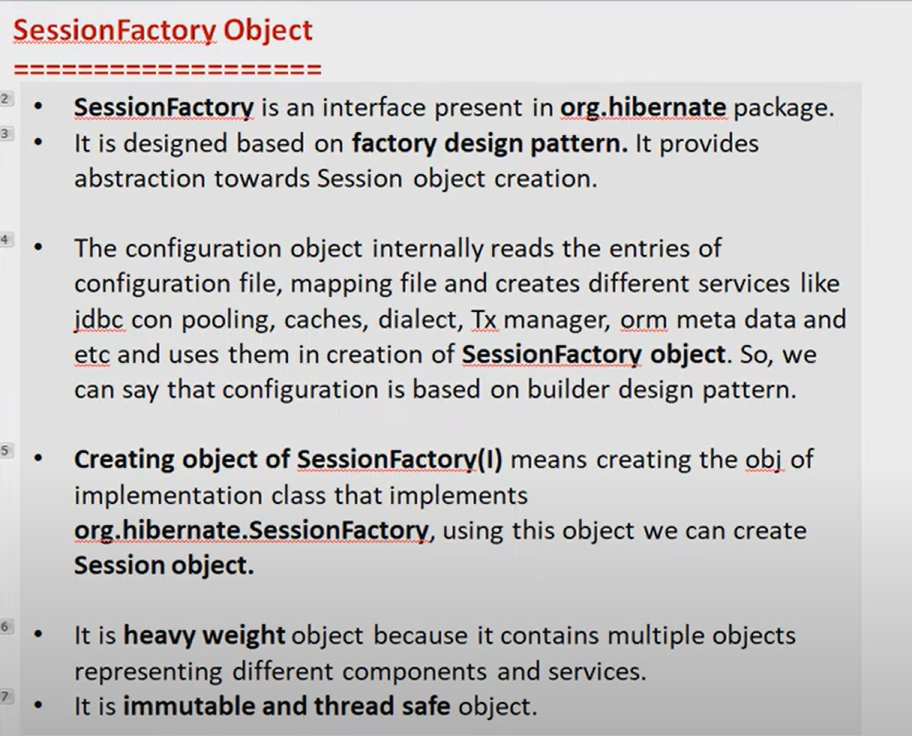 SessionFactory Object
===================
2 • SessionFactory is an interface present in org.hibernate package.
3 • It is designed based on factory design pattern. It provides
abstraction towards Session object creation.
4 • The configuration object internally reads the entries of
configuration file, mapping file and creates different services like
jdbc con pooling, caches, dialect, Tx manager, orm meta data and
etc and uses them in creation of SessionFactory object. So, we
can say that configuration is based on builder design pattern.
5 • Creating object of SessionFactory(I) means creating the obj of
implementation class that implements
org.hibernate.SessionFactory, using this object we can create
Session object.
6 • It is heavy weight object because it contains multiple objects
representing different components and services.
7 • It is immutable and thread safe object.